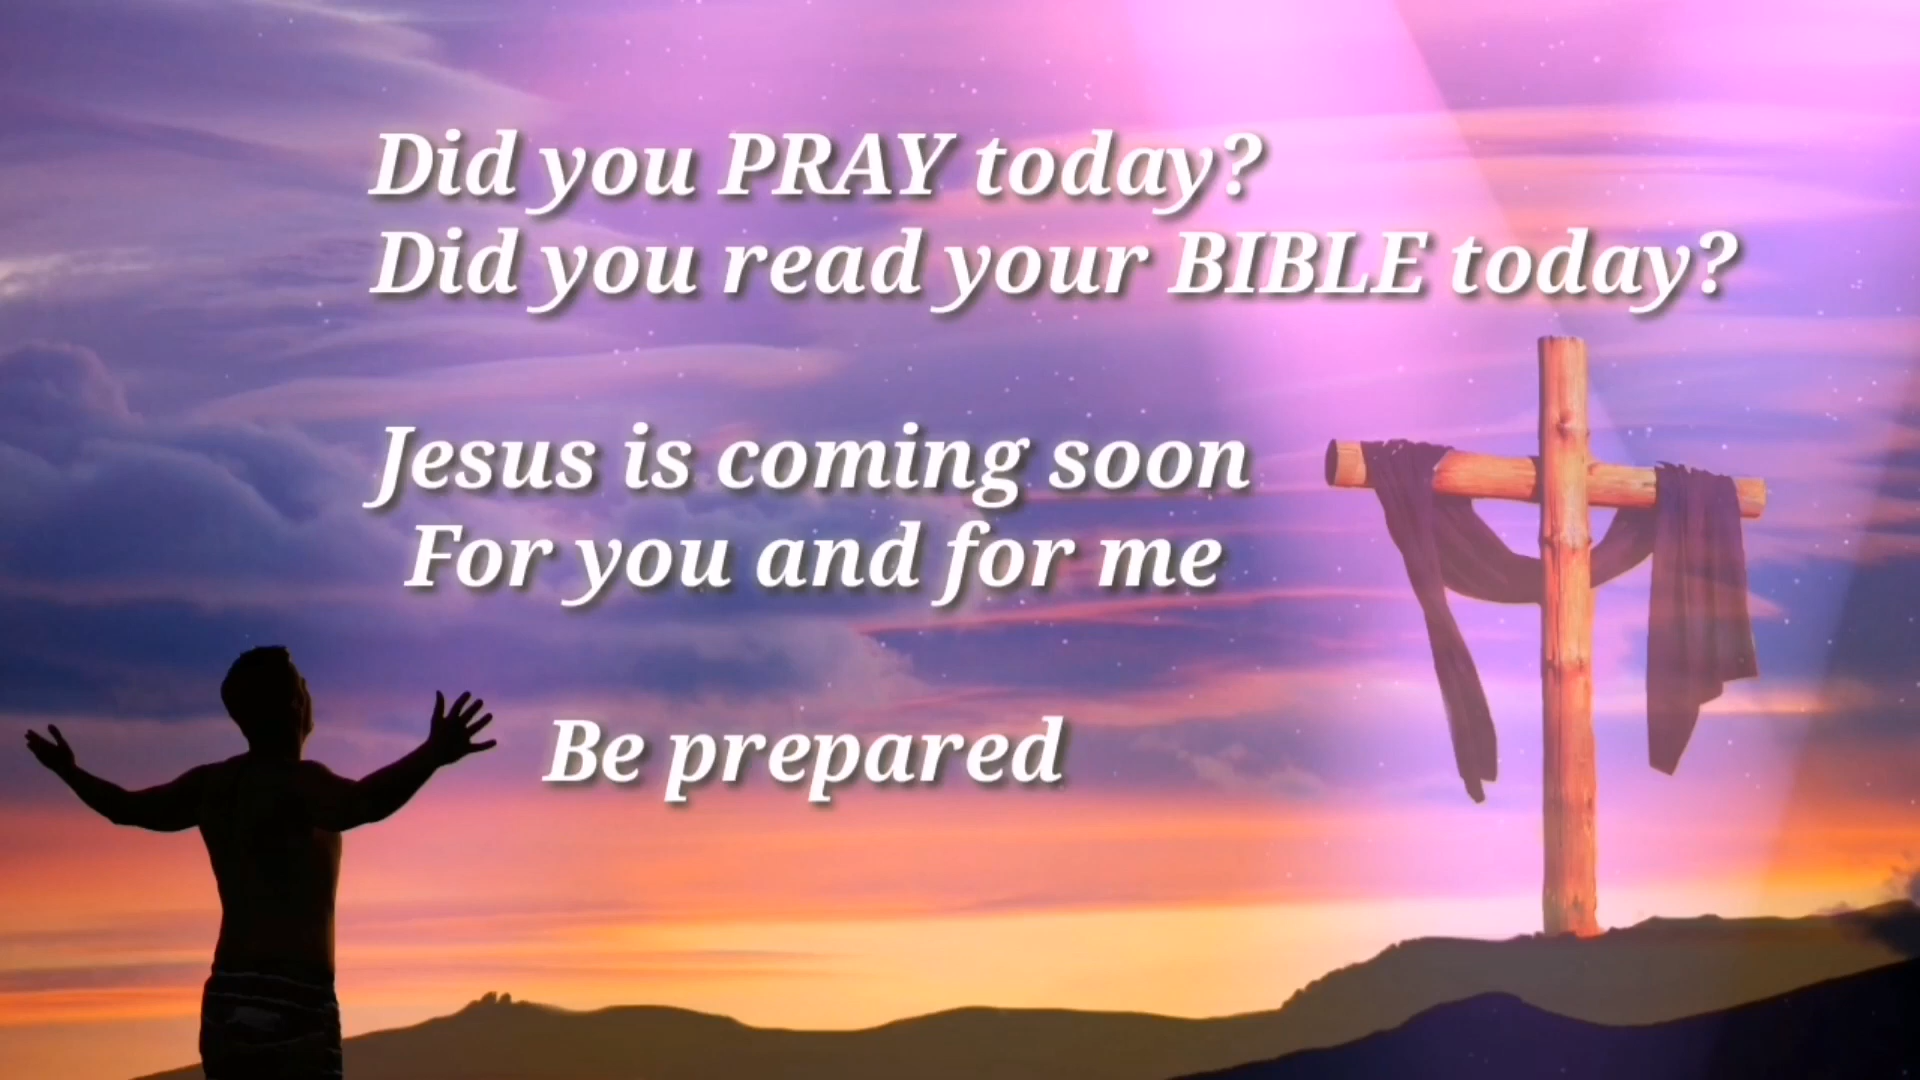 Did you PRAY today?
Did you read your BIBLE today?
Jesus is coming soon
For you and for me
Be prepared